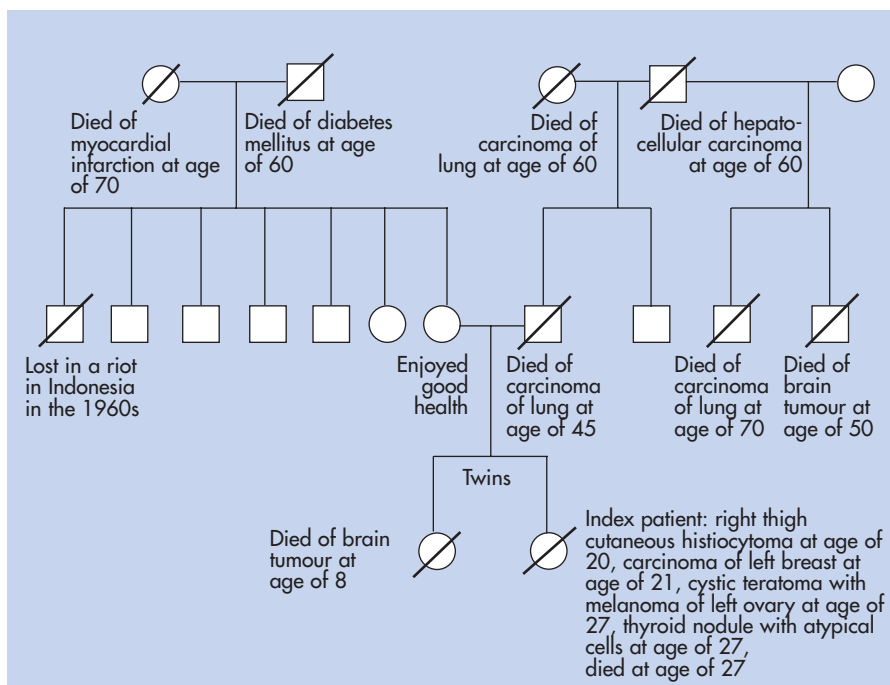 Died of
myocardial
infarction at age
of 70
Died of diabetes
mellitus at age
of 60
Died of
carcinoma of
lung at age of 60
Died of hepato-
cellular carcinoma
at age of 60
Lost in a riot
in Indonesia
in the 1960s
Enjoyed
good
health
Died of
carcinoma
of lung at
age of 45
Died of
carcinoma
of lung at
age of 70
Died of
brain
tumour at
age of 50
Twins
Died of brain
tumour at
age of 8
Index patient: right thigh
cutaneous histiocytoma at age of
20, carcinoma of left breast at
age of 21, cystic teratoma with
melanoma of left ovary at age of
27, thyroid nodule with atypical
cells at age of 27,
died at age of 27